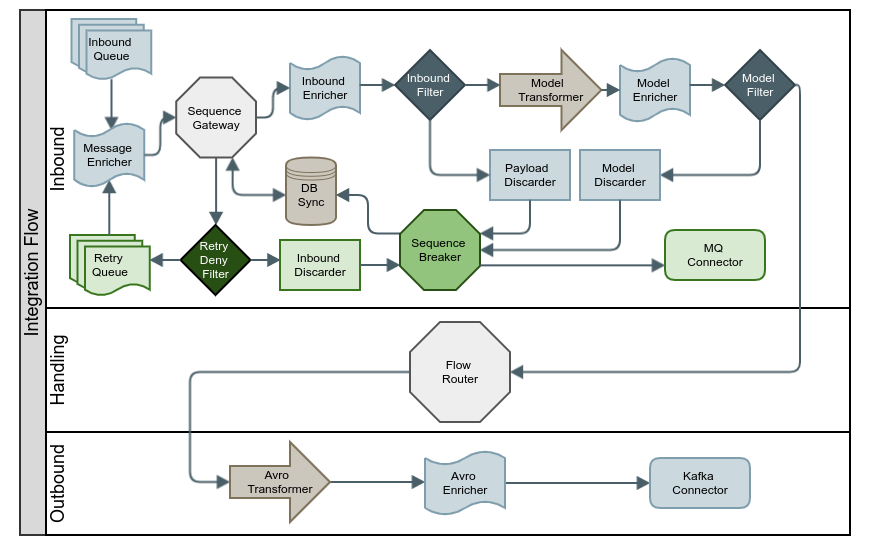 Integration Flow
Inbound
Inbound
Queue
Message
Enricher
Sequence
Gateway
Inbound
Enricher
Inbound
Filter
Model
Transformer
Model
Enricher
Model
Filter
Payload
Discarder
Model
Discarder
DB
Sync
Retry
Queue
Retry
Deny
Filter
Inbound
Discarder
Sequence
Breaker
MQ
Connector
Handling
Flow
Router
Outbound
Avro
Transformer
Avro
Enricher
Kafka
Connector